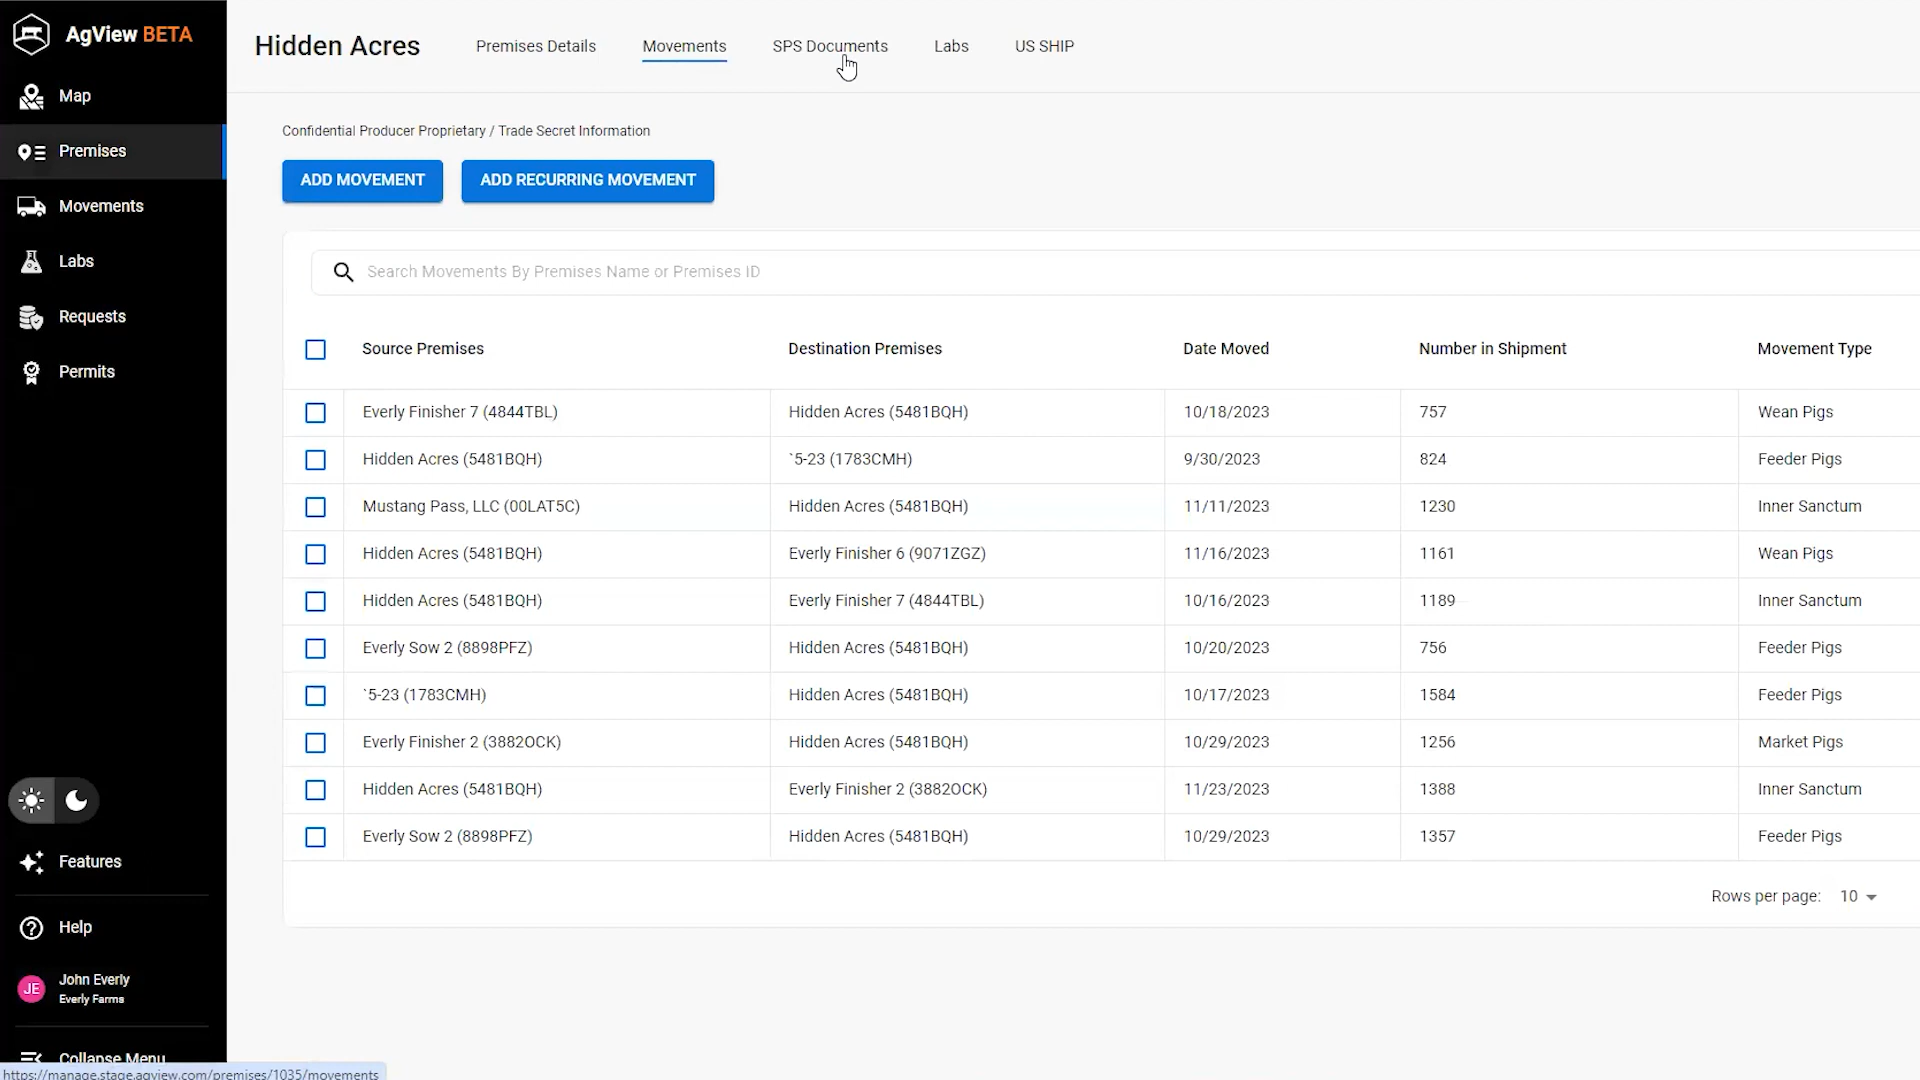 AgView BETA
Hidden Acres
Premises Details
Movements
SPS Documents
Labs
US SHIP
Map
Premises
Movements
Labs
Requests
Permits
Confidential Producer Proprietary / Trade Secret Information
ADD MOVEMENT
ADD RECURRING MOVEMENT
Search Movements By Premises Name or Premises ID
Source Premises Destination Premises Date Moved Number in Shipment Movement Type
Everly Finisher 7 (4844TBL) Hidden Acres (5481BQH) 10/18/2023 757 Wean Pigs
Hidden Acres (5481BQH) `5-23 (1783CMH) 9/30/2023 824 Feeder Pigs
Mustang Pass, LLC (00LAT5C) Hidden Acres (5481BQH) 11/11/2023 1230 Inner Sanctum
Hidden Acres (5481BQH) Everly Finisher 6 (9071ZGZ) 11/16/2023 1161 Wean Pigs
Hidden Acres (5481BQH) Everly Finisher 7 (4844TBL) 10/16/2023 1189 Inner Sanctum
Everly Sow 2 (8898PFZ) Hidden Acres (5481BQH) 10/20/2023 756 Feeder Pigs
`5-23 (1783CMH) Hidden Acres (5481BQH) 10/17/2023 1584 Feeder Pigs
Everly Finisher 2 (3882OCK) Hidden Acres (5481BQH) 10/29/2023 1256 Market Pigs
Hidden Acres (5481BQH) Everly Finisher 2 (3882OCK) 11/23/2023 1388 Inner Sanctum
Everly Sow 2 (8898PFZ) Hidden Acres (5481BQH) 10/29/2023 1357 Feeder Pigs
Rows per page: 10
Features
Help
JE
John Everly
Everly Farms
Collapse Menu
https://manage.stage.agview.com/premises/1035/movements